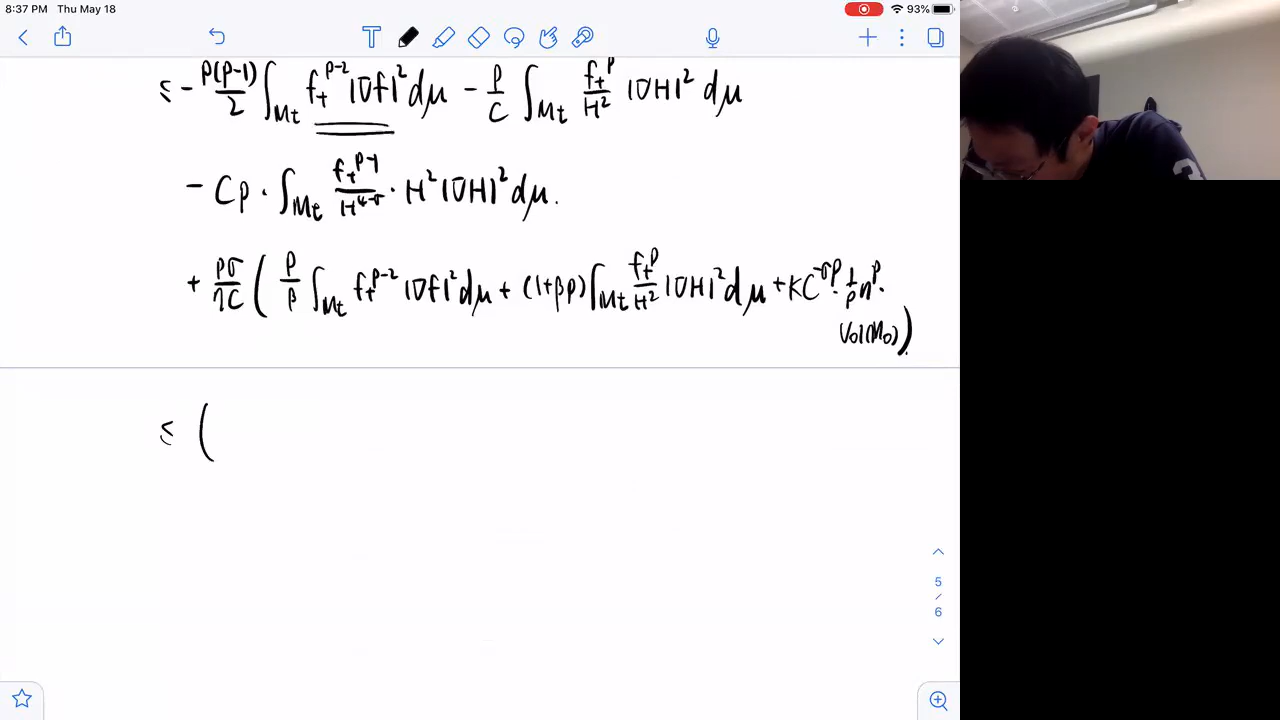 8:37 PM Thu May 18 93%
≤ - p(p-1)/2 ∫_{M_t} f_+^{p-2} |∇f|² dμ - p/C ∫_{M_t} f_+^p/H² |∇H|² dμ
- Cp · ∫_{M_t} f_+^{p-1}/H^{4-σ} · H² |∇H|² dμ.
+ pσ/ηC ( p/β ∫_{M_t} f_+^{p-2} |∇f|² dμ + (1+βp) ∫_{M_t} f_+^p/H² |∇H|² dμ + KC^{-σp} · 1/p n^p ·
Vol(M_0) )
≤ (
5
/
6